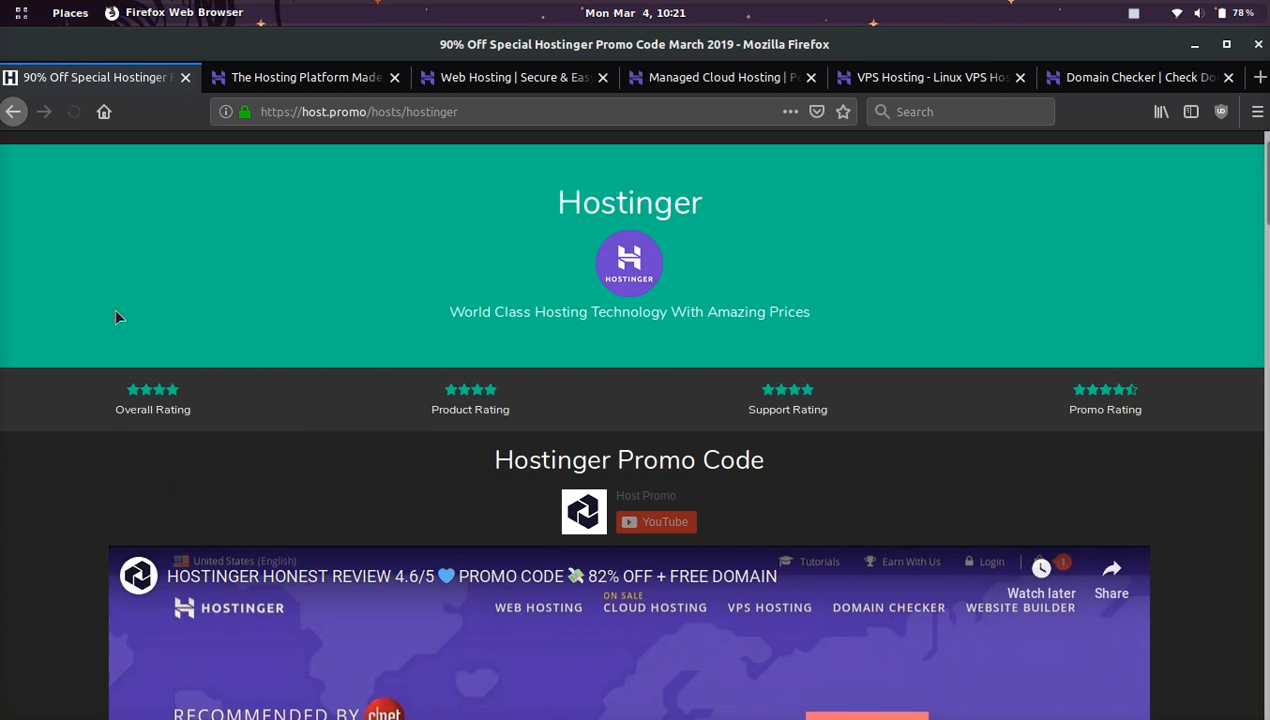 Places Firefox Web Browser Mon Mar 4, 10:21 78 %
90% Off Special Hostinger Promo Code March 2019 - Mozilla Firefox
90% Off Special Hostinger P The Hosting Platform Made Web Hosting | Secure & Eas Managed Cloud Hosting | Po VPS Hosting - Linux VPS Hos Domain Checker | Check Do
https://host.promo/hosts/hostinger Search
Hostinger
HOSTINGER
World Class Hosting Technology With Amazing Prices
Overall Rating Product Rating Support Rating Promo Rating
Hostinger Promo Code
Host Promo
YouTube
United States (English) Tutorials Earn With Us Login 1
HOSTINGER HONEST REVIEW 4.6/5 💙 PROMO CODE 💸 82% OFF + FREE DOMAIN
Watch later Share
ON SALE
HOSTINGER WEB HOSTING CLOUD HOSTING VPS HOSTING DOMAIN CHECKER WEBSITE BUILDER
RECOMMENDED BY c|net